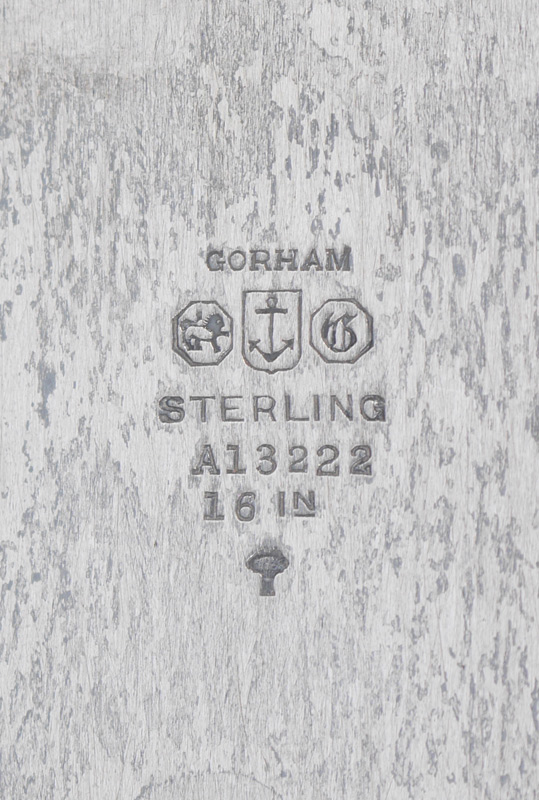 GORHAM
G
STERLING
A13222
16 IN